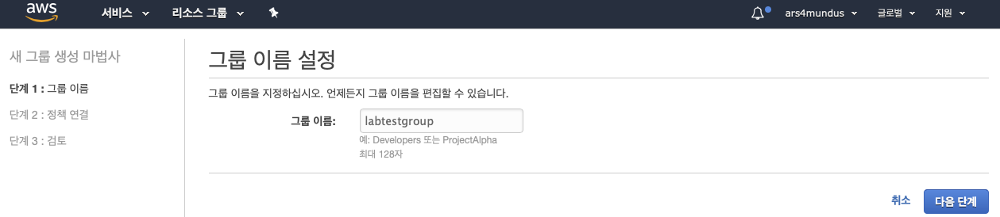 aws 서비스 리소스 그룹 ars4mundus 글로벌 지원
새 그룹 생성 마법사
단계 1 : 그룹 이름
단계 2 : 정책 연결
단계 3 : 검토
그룹 이름 설정
그룹 이름을 지정하십시오. 언제든지 그룹 이름을 편집할 수 있습니다.
그룹 이름: labtestgroup
예: Developers 또는 ProjectAlpha
최대 128자
취소 다음 단계